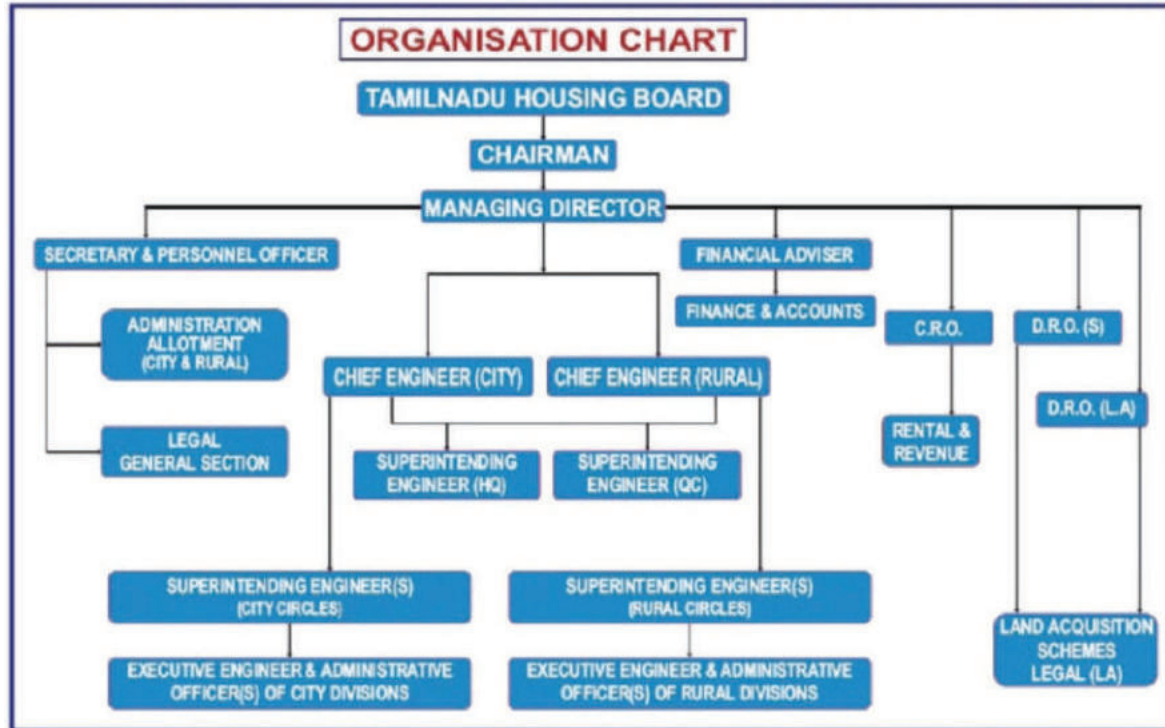 ORGANISATION CHART
TAMILNADU HOUSING BOARD
CHAIRMAN
MANAGING DIRECTOR
SECRETARY & PERSONNEL OFFICER
FINANCIAL ADVISER
ADMINISTRATION
ALLOTMENT
(CITY & RURAL)
FINANCE & ACCOUNTS
C.R.O.
D.R.O. (S)
CHIEF ENGINEER (CITY)
CHIEF ENGINEER (RURAL)
D.R.O. (L.A)
LEGAL
GENERAL SECTION
SUPERINTENDING
ENGINEER (HQ)
SUPERINTENDING
ENGINEER (QC)
RENTAL &
REVENUE
SUPERINTENDING ENGINEER(S)
(CITY CIRCLES)
SUPERINTENDING ENGINEER(S)
(RURAL CIRCLES)
EXECUTIVE ENGINEER & ADMINISTRATIVE
OFFICER(S) OF CITY DIVISIONS
EXECUTIVE ENGINEER & ADMINISTRATIVE
OFFICER(S) OF RURAL DIVISIONS
LAND ACQUISITION
SCHEMES
LEGAL (LA)